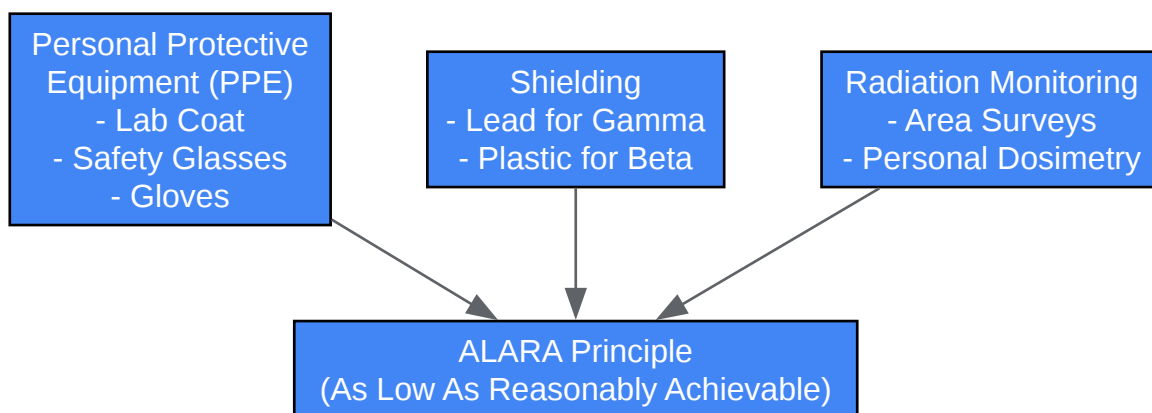 Personal Protective
Equipment (PPE)
- Lab Coat
- Safety Glasses
- Gloves
Shielding
- Lead for Gamma
- Plastic for Beta
Radiation Monitoring
- Area Surveys
- Personal Dosimetry
ALARA Principle
(As Low As Reasonably Achievable)